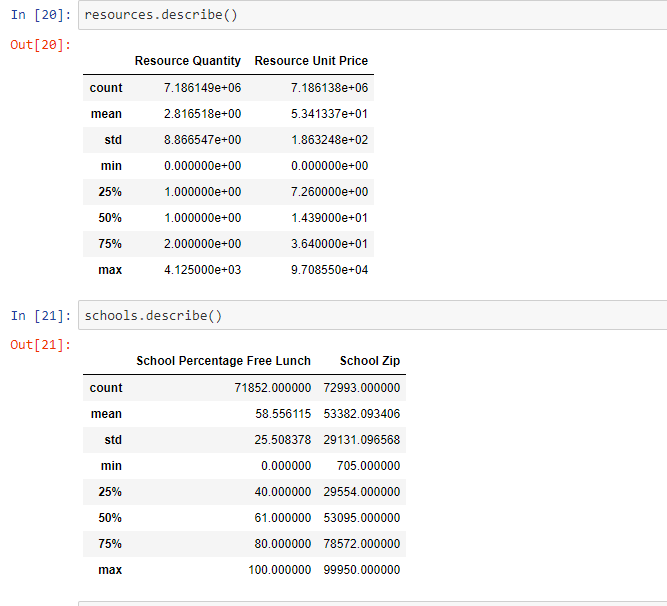 In [20]: resources.describe()
Out[20]:
Resource Quantity Resource Unit Price
count 7.186149e+06 7.186138e+06
mean 2.816518e+00 5.341337e+01
std 8.866547e+00 1.863248e+02
min 0.000000e+00 0.000000e+00
25% 1.000000e+00 7.260000e+00
50% 1.000000e+00 1.439000e+01
75% 2.000000e+00 3.640000e+01
max 4.125000e+03 9.708550e+04
In [21]: schools.describe()
Out[21]:
School Percentage Free Lunch School Zip
count 71852.000000 72993.000000
mean 58.556115 53382.093406
std 25.508378 29131.096568
min 0.000000 705.000000
25% 40.000000 29554.000000
50% 61.000000 53095.000000
75% 80.000000 78572.000000
max 100.000000 99950.000000